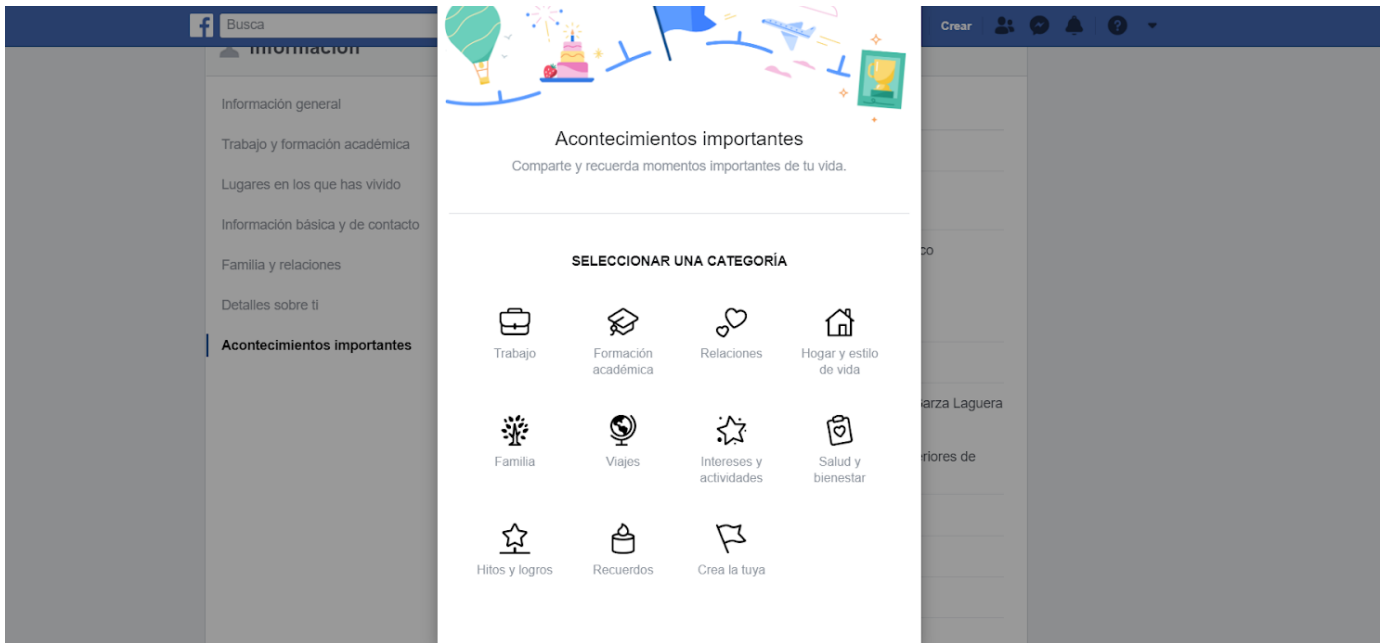 f
Busca
Crear
Información
Información general
Trabajo y formación académica
Lugares en los que has vivido
Información básica y de contacto
Familia y relaciones
Detalles sobre ti
Acontecimientos importantes
Acontecimientos importantes
Comparte y recuerda momentos importantes de tu vida.
SELECCIONAR UNA CATEGORÍA
Trabajo
Formación
académica
Relaciones
Hogar y estilo
de vida
Familia
Viajes
Intereses y
actividades
Salud y
bienestar
Hitos y logros
Recuerdos
Crea la tuya
co
arza Laguera
eriores de